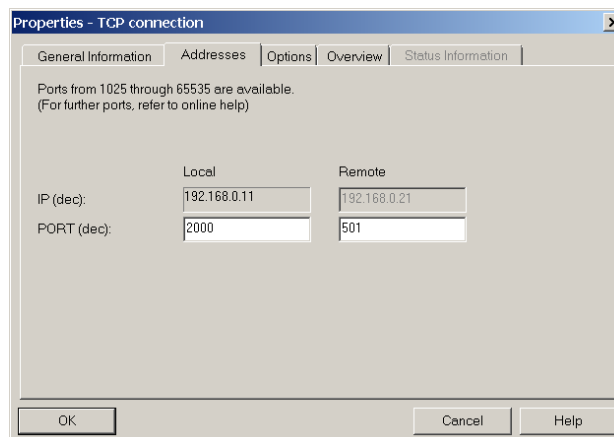 Properties - TCP connection
General Information Addresses Options Overview Status Information
Ports from 1025 through 65535 are available.
(For further ports, refer to online help)
Local Remote
IP (dec): 192.168.0.11 192.168.0.21
PORT (dec): 2000 501
OK Cancel Help